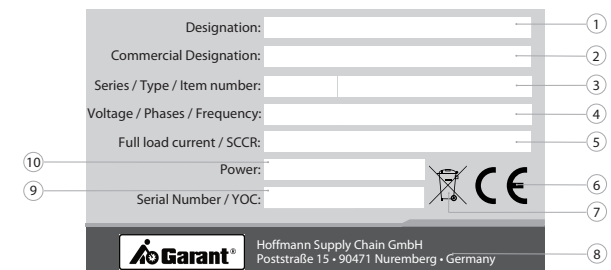 Designation:
1
Commercial Designation:
2
Series / Type / Item number:
3
Voltage / Phases / Frequency:
4
Full load current / SCCR:
5
10
Power:
9
Serial Number / YOC:
6
7
CE
Garant®
Hoffmann Supply Chain GmbH
Poststraße 15 • 90471 Nuremberg • Germany
8